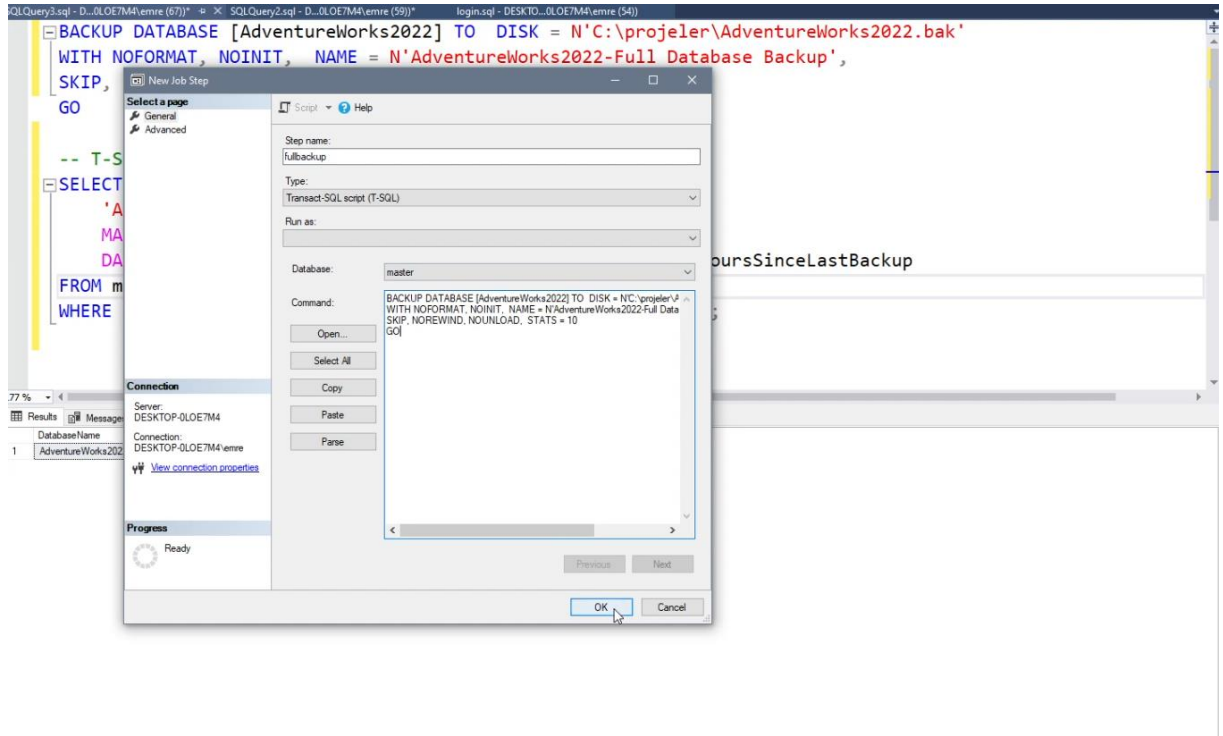 SQLQuery3.sql - D...0LOE7M4\emre (67))* SQLQuery2.sql - D...0LOE7M4\emre (59))* login.sql - DESKTO...0LOE7M4\emre (54))
BACKUP DATABASE [AdventureWorks2022] TO  DISK = N'C:\projeler\AdventureWorks2022.bak'
WITH NOFORMAT, NOINIT,  NAME = N'AdventureWorks2022-Full Database Backup',
SKIP,
GO
-- T-S
SELECT
'A
MA
DA
oursSinceLastBackup
FROM m
WHERE
;
New Job Step
Select a page
General
Advanced
Script
Help
Step name:
fullbackup
Type:
Transact-SQL script (T-SQL)
Run as:
Database:
master
Command:
BACKUP DATABASE [AdventureWorks2022] TO  DISK = N'C:\projeler\A
WITH NOFORMAT, NOINIT,  NAME = N'AdventureWorks2022-Full Data
SKIP, NOREWIND, NOUNLOAD,  STATS = 10
GO
Open...
Select All
Copy
Paste
Parse
Connection
Server:
DESKTOP-0LOE7M4
Connection:
DESKTOP-0LOE7M4\emre
View connection properties
Progress
Ready
Previous
Next
OK
Cancel
77 %
Results
Message
DatabaseName
1 AdventureWorks202